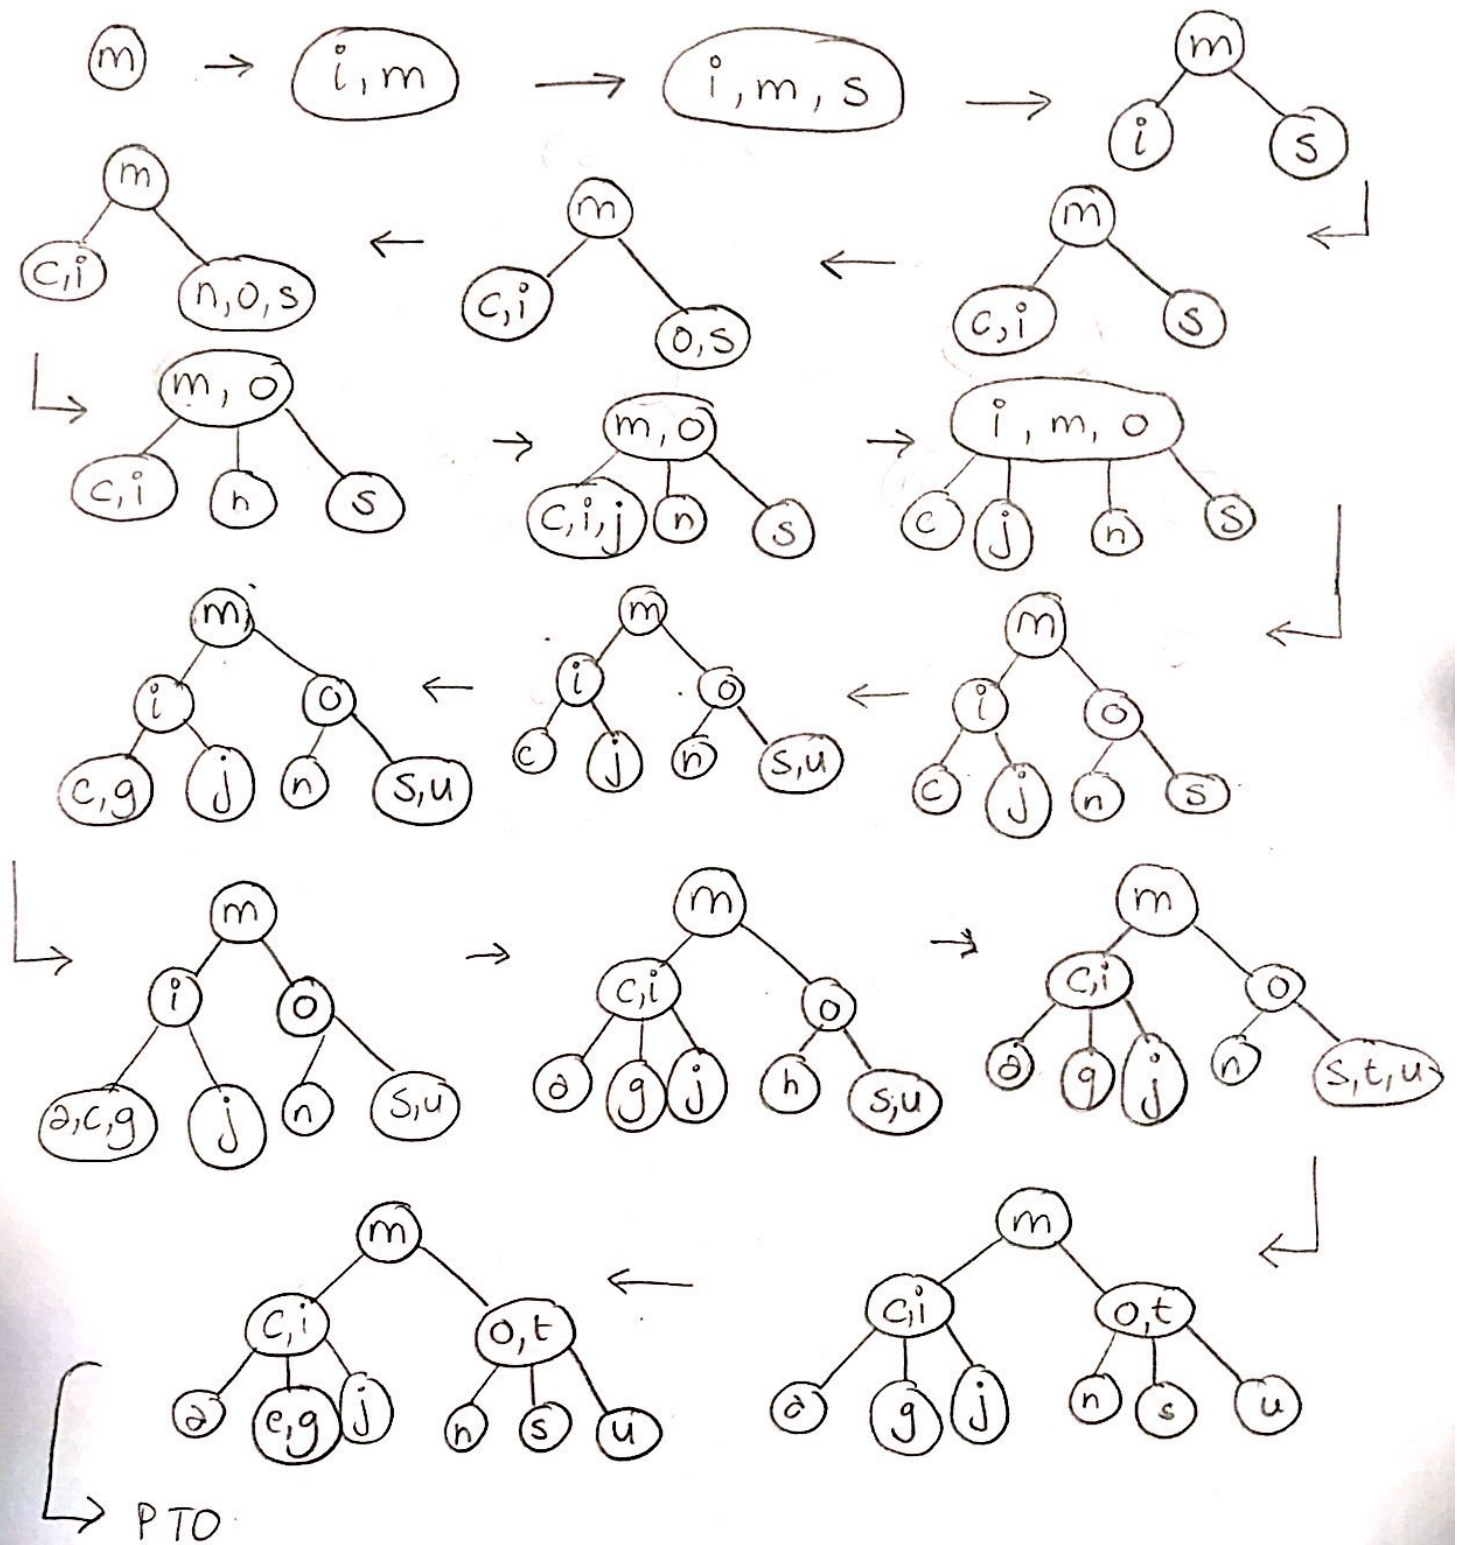 m i, m i, m, s m
i s
m m m
c,i n,o,s c,i o,s c,i s
m, o m,o i, m, o
c,i n s c,i,j n s c j n s
m m m
i o i o i o
c,g j n s,u c j n s,u c j n s
m m m
i o c,i o c,i o
a,c,g j n s,u a g j n s,u a g j n s,t,u
m m
c,i o,t c,i o,t
a e,g j n s u a g j n s u
PTO